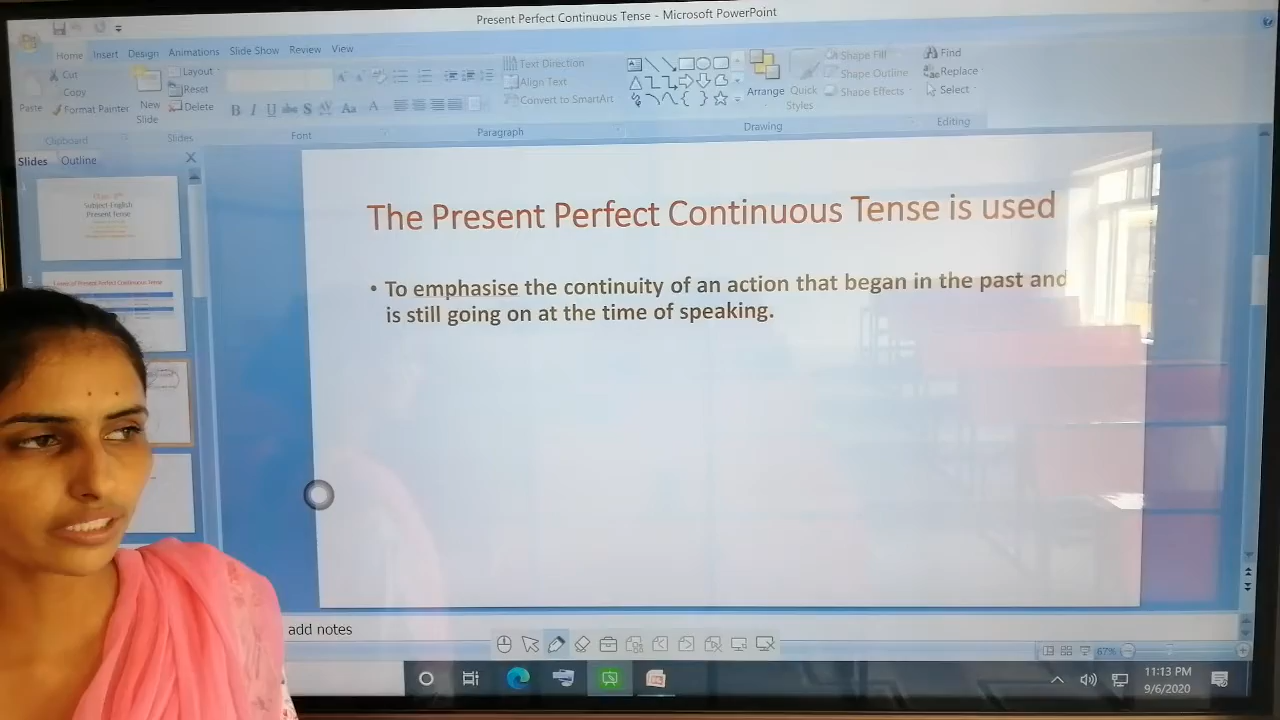 Present Perfect Continuous Tense - Microsoft PowerPoint
Home Insert Design Animations Slide Show Review View
Paste
Cut
Copy
Format Painter
Clipboard
New
Slide
Layout
Reset
Delete
Slides
B I U abc S AV Aa A
Font
Text Direction
Align Text
Convert to SmartArt
Paragraph
Arrange
Quick
Styles
Shape Fill
Shape Outline
Shape Effects
Drawing
Find
Replace
Select
Editing
Slides Outline
Subject-English
Present Tense
The Present Perfect Continuous Tense is used
• To emphasise the continuity of an action that began in the past and
is still going on at the time of speaking.
add notes
67%
11:13 PM
9/6/2020